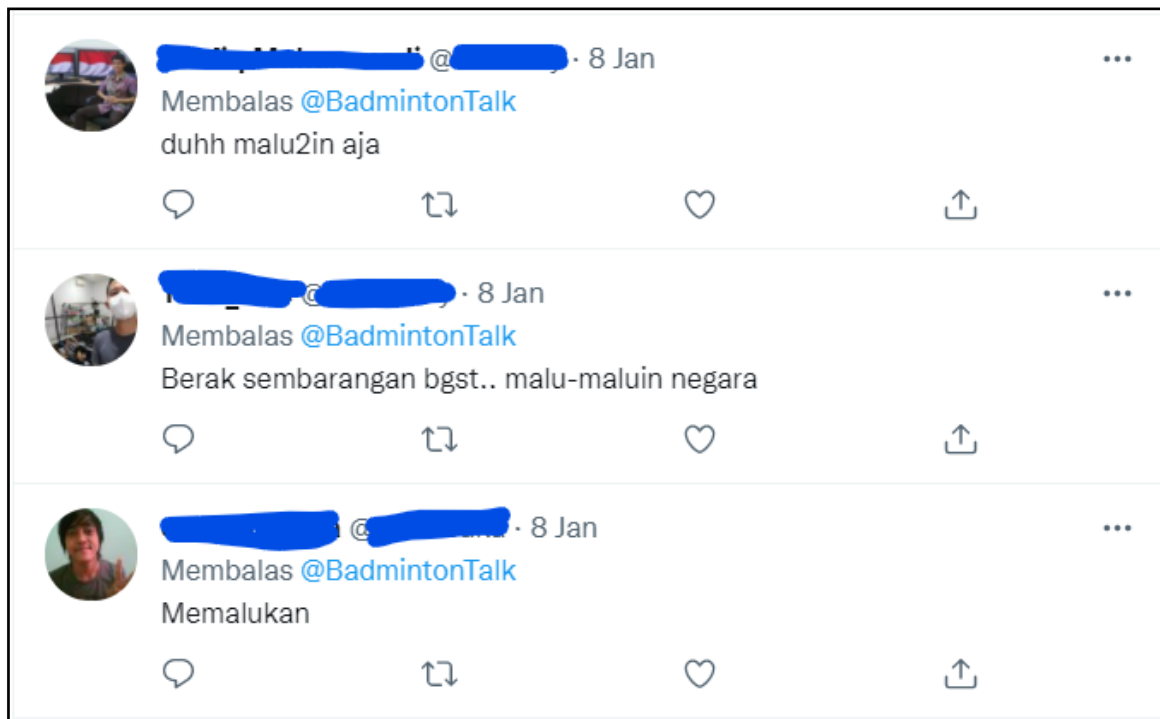 @ · 8 Jan
Membalas @BadmintonTalk
duhh malu2in aja
@ · 8 Jan
Membalas @BadmintonTalk
Berak sembarangan bgst.. malu-maluin negara
@ · 8 Jan
Membalas @BadmintonTalk
Memalukan